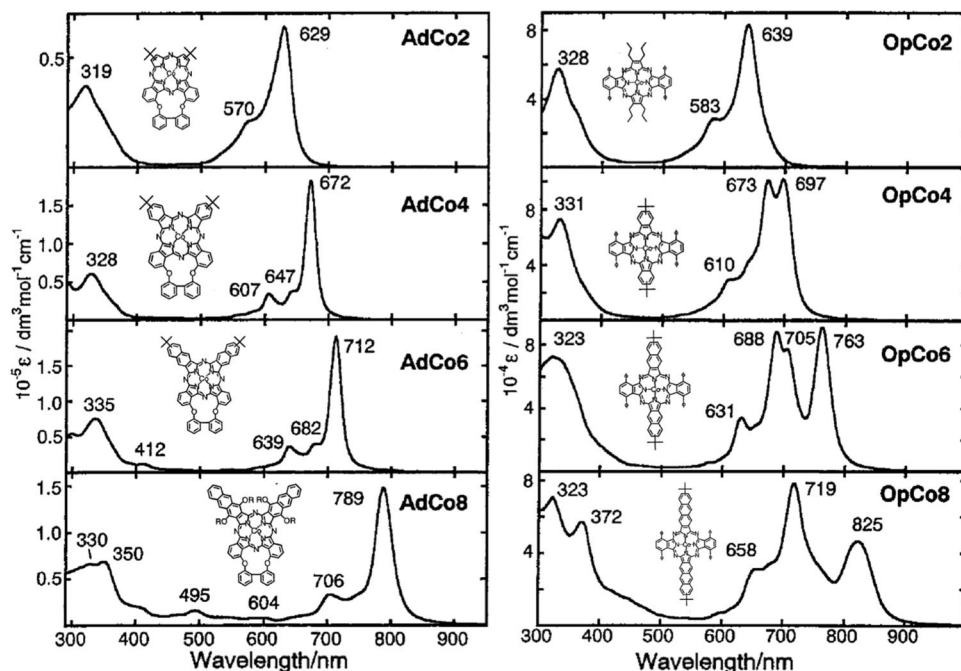 AdCo2
0.5
319
570
629
AdCo4
1.5
1.0
0.5
328
607
647
672
10⁻⁵ε / dm³mol⁻¹cm⁻¹
AdCo6
1.5
1.0
0.5
335
412
639
682
712
AdCo8
1.5
1.0
0.5
330
350
495
604
706
789
OR
RO
RO
OR
300 400 500 600 700 800 900
Wavelength/nm
OpCo2
8
4
328
583
639
OpCo4
8
4
331
610
673
697
10⁻⁴ε / dm³mol⁻¹cm⁻¹
OpCo6
8
4
323
631
688
705
763
OpCo8
8
4
323
372
658
719
825
300 400 500 600 700 800 900
Wavelength/nm